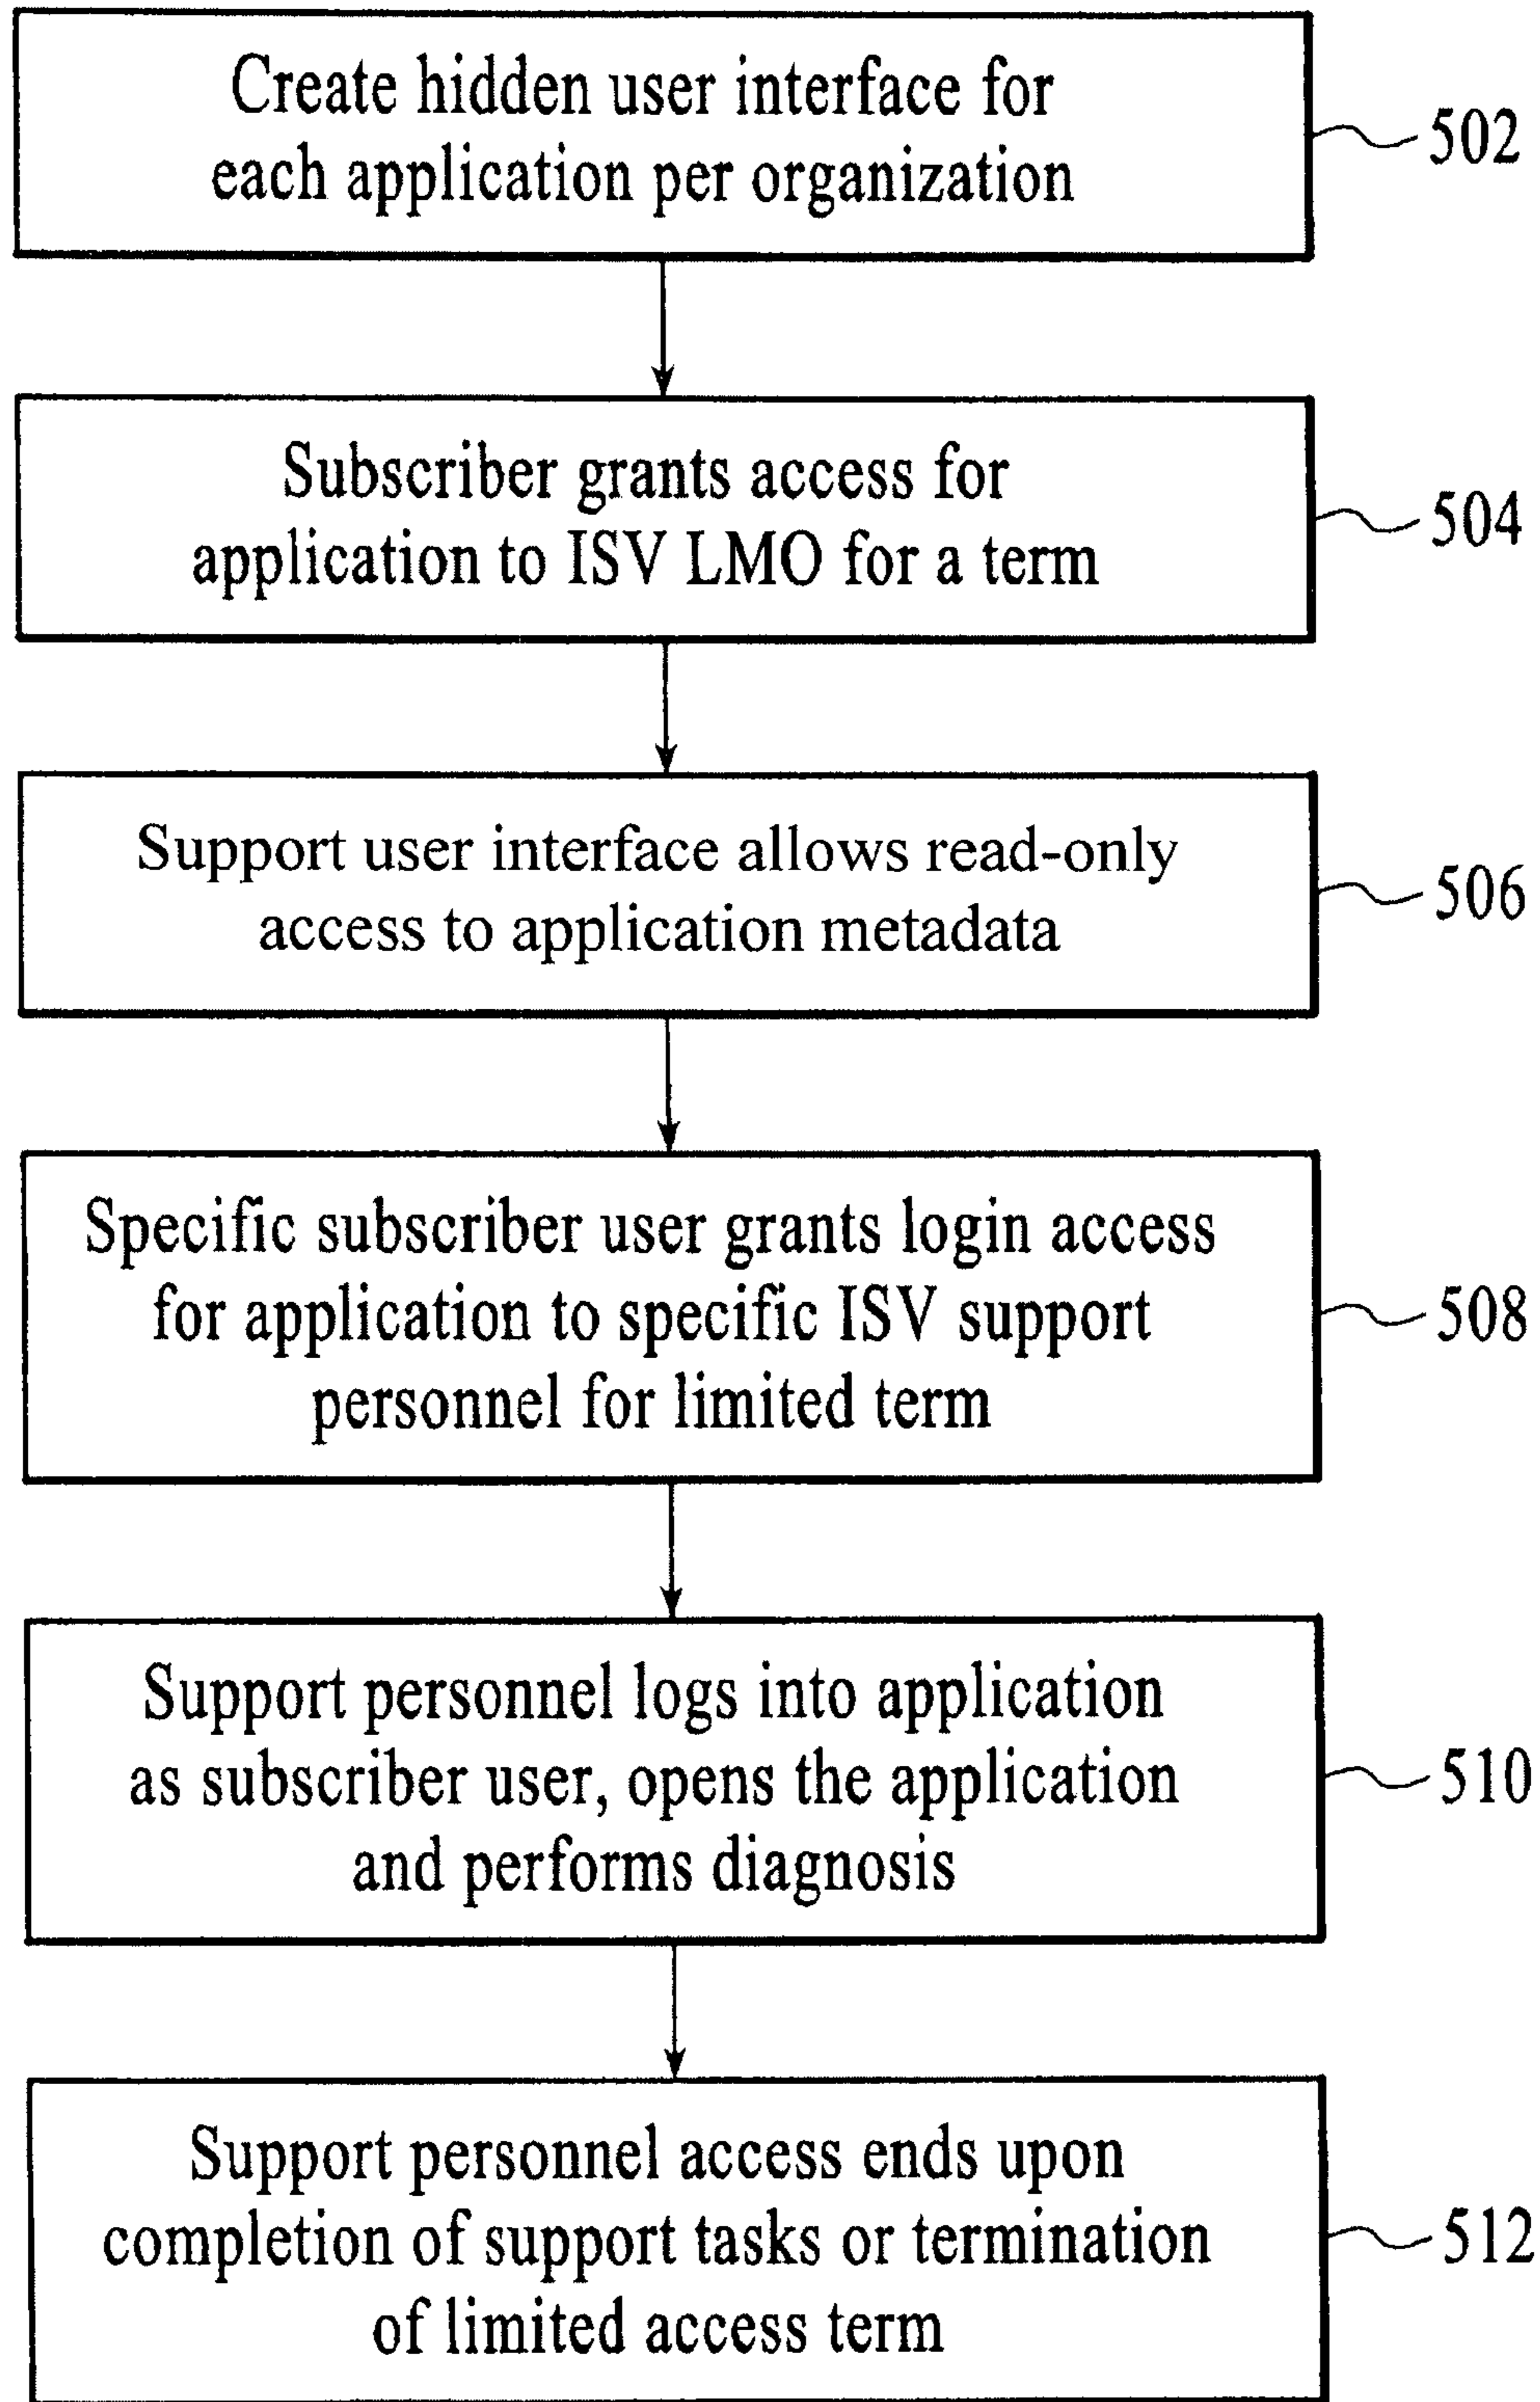 Create hidden user interface for
each application per organization
502
Subscriber grants access for
application to ISV LMO for a term
504
Support user interface allows read-only
access to application metadata
506
Specific subscriber user grants login access
for application to specific ISV support
personnel for limited term
508
Support personnel logs into application
as subscriber user, opens the application
and performs diagnosis
510
Support personnel access ends upon
completion of support tasks or termination
of limited access term
512